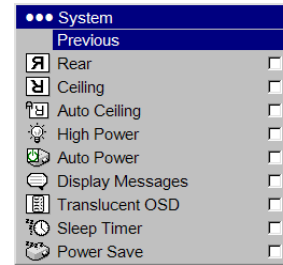 System
Previous
Rear
Ceiling
Auto Ceiling
High Power
Auto Power
Display Messages
Translucent OSD
Sleep Timer
Power Save